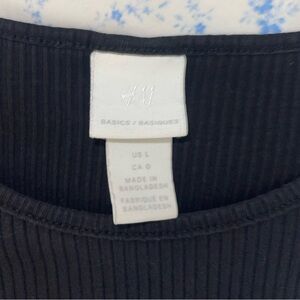 H&M
BASICS / BASIQUES
US L
CA G
MADE IN
BANGLADESH
FABRIQUÉ EN
BANGLADESH